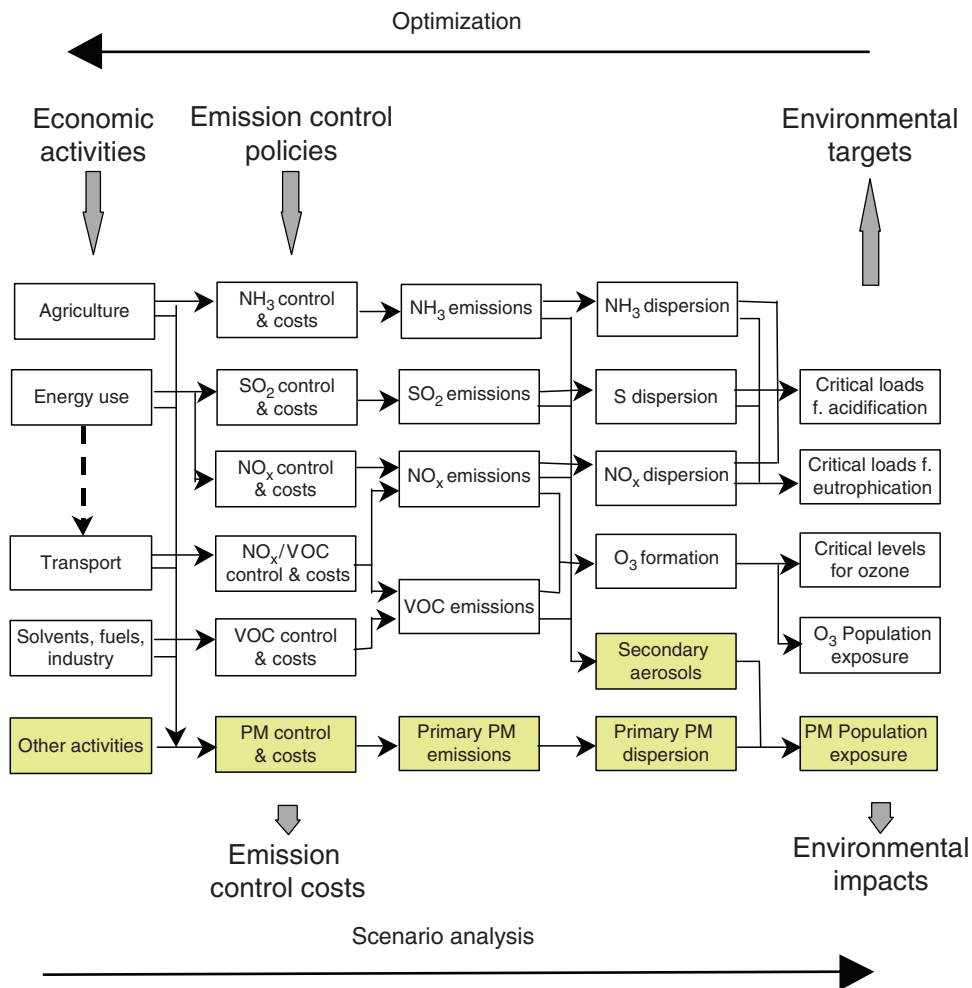 Optimization
Economic
activities
Emission control
policies
Environmental
targets
Agriculture
NH₃ control
& costs
NH₃ emissions
NH₃ dispersion
Energy use
SO₂ control
& costs
SO₂ emissions
S dispersion
Critical loads
f. acidification
NOₓ control
& costs
NOₓ emissions
NOₓ dispersion
Critical loads f.
eutrophication
Transport
NOₓ/VOC
control & costs
O₃ formation
Critical levels
for ozone
VOC emissions
Solvents, fuels,
industry
VOC control
& costs
Secondary
aerosols
O₃ Population
exposure
Other activities
PM control
& costs
Primary PM
emissions
Primary PM
dispersion
PM Population
exposure
Emission
control costs
Environmental
impacts
Scenario analysis